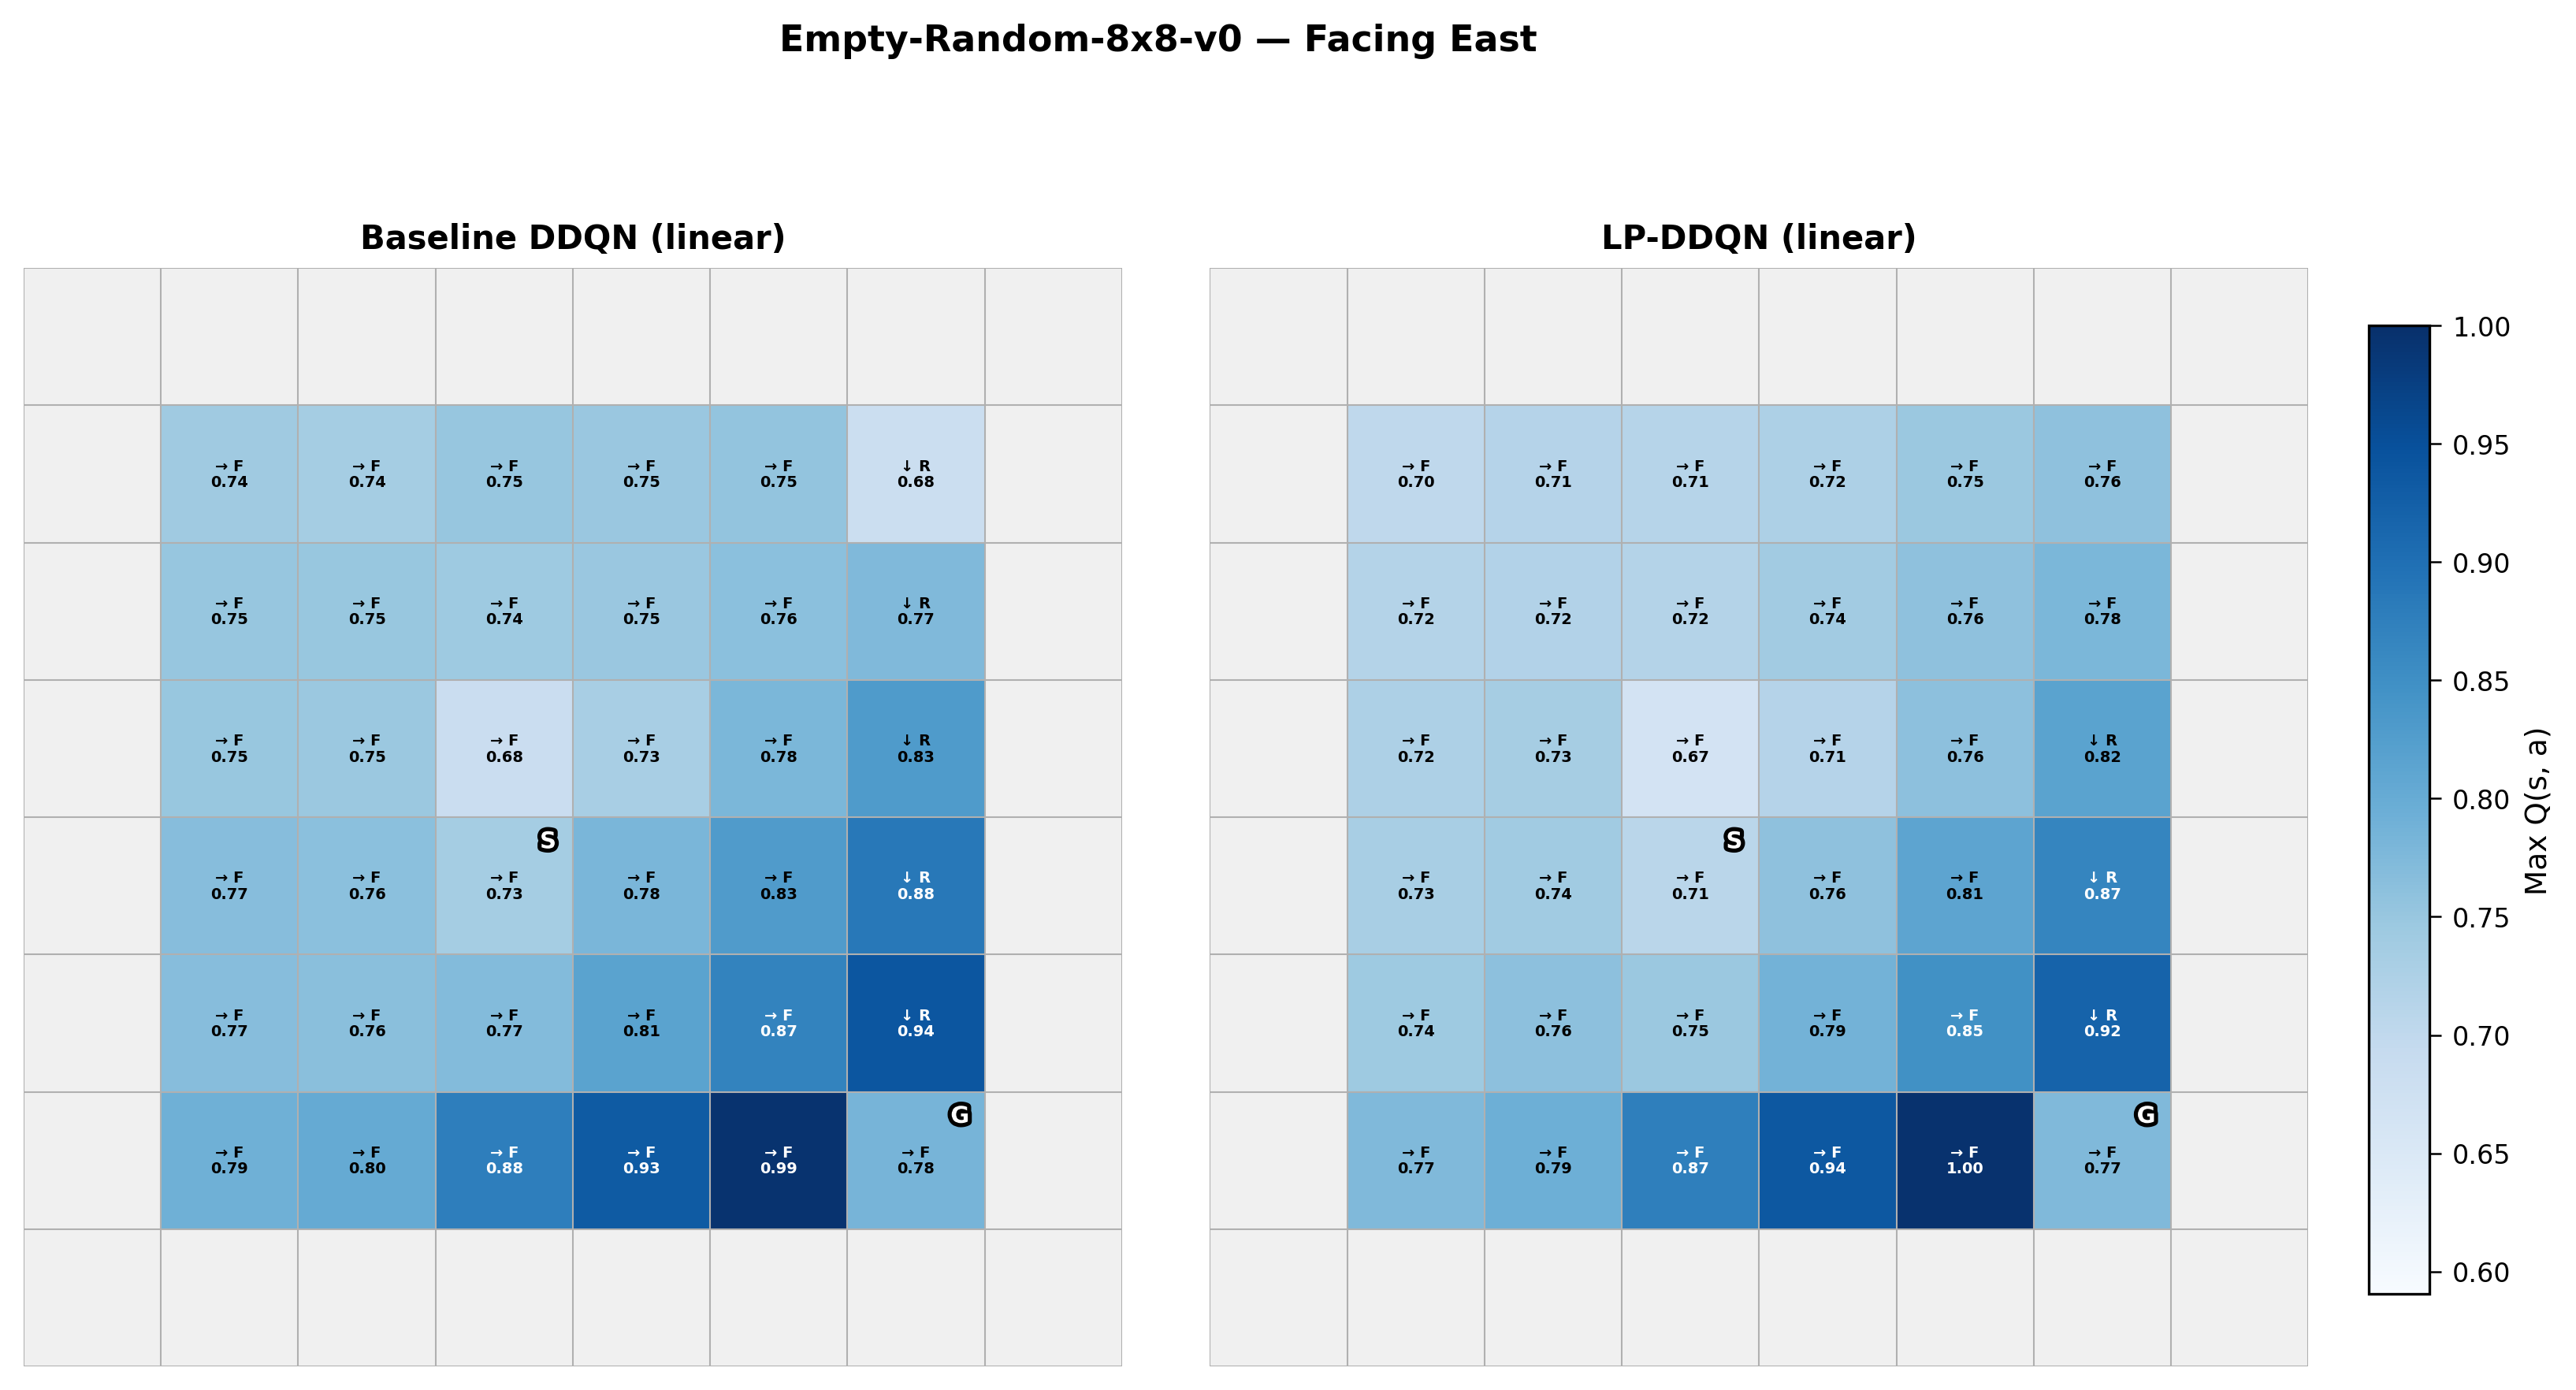 Empty-Random-8x8-v0 — Facing East
Baseline DDQN (linear)
→ F → F → F → F → F ↓ R
0.74 0.74 0.75 0.75 0.75 0.68
→ F → F → F → F → F ↓ R
0.75 0.75 0.74 0.75 0.76 0.77
→ F → F → F → F → F ↓ R
0.75 0.75 0.68 0.73 0.78 0.83
S
→ F → F → F → F → F ↓ R
0.77 0.76 0.73 0.78 0.83 0.88
→ F → F → F → F → F ↓ R
0.77 0.76 0.77 0.81 0.87 0.94
G
→ F → F → F → F → F → F
0.79 0.80 0.88 0.93 0.99 0.78
LP-DDQN (linear)
→ F → F → F → F → F → F
0.70 0.71 0.71 0.72 0.75 0.76
→ F → F → F → F → F → F
0.72 0.72 0.72 0.74 0.76 0.78
→ F → F → F → F → F ↓ R
0.72 0.73 0.67 0.71 0.76 0.82
S
→ F → F → F → F → F ↓ R
0.73 0.74 0.71 0.76 0.81 0.87
→ F → F → F → F → F ↓ R
0.74 0.76 0.75 0.79 0.85 0.92
G
→ F → F → F → F → F → F
0.77 0.79 0.87 0.94 1.00 0.77
1.00
0.95
0.90
0.85
0.80
0.75
0.70
0.65
0.60
Max Q(s, a)